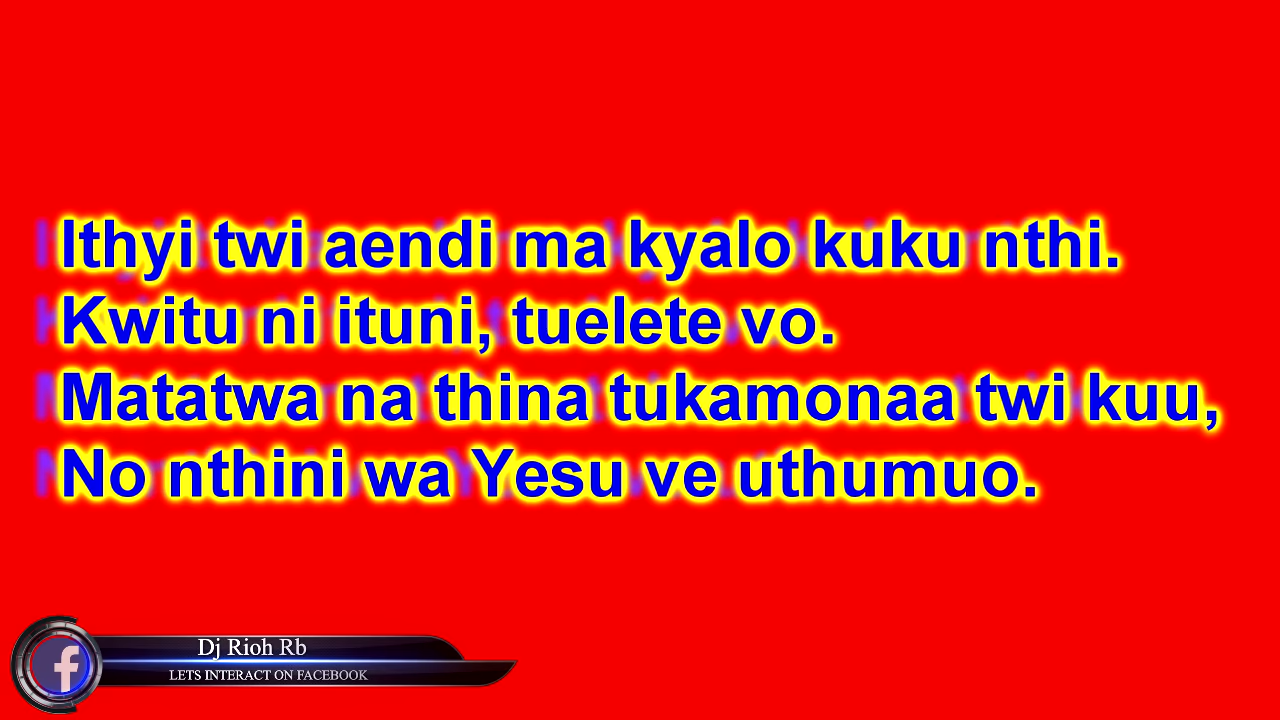 Ithyi twi aendi ma kyalo kuku nthi.
Kwitu ni ituni, tuelete vo.
Matatwa na thina tukamonaa twi kuu,
No nthini wa Yesu ve uthumuo.
Dj Rioh Rb
LETS INTERACT ON FACEBOOK